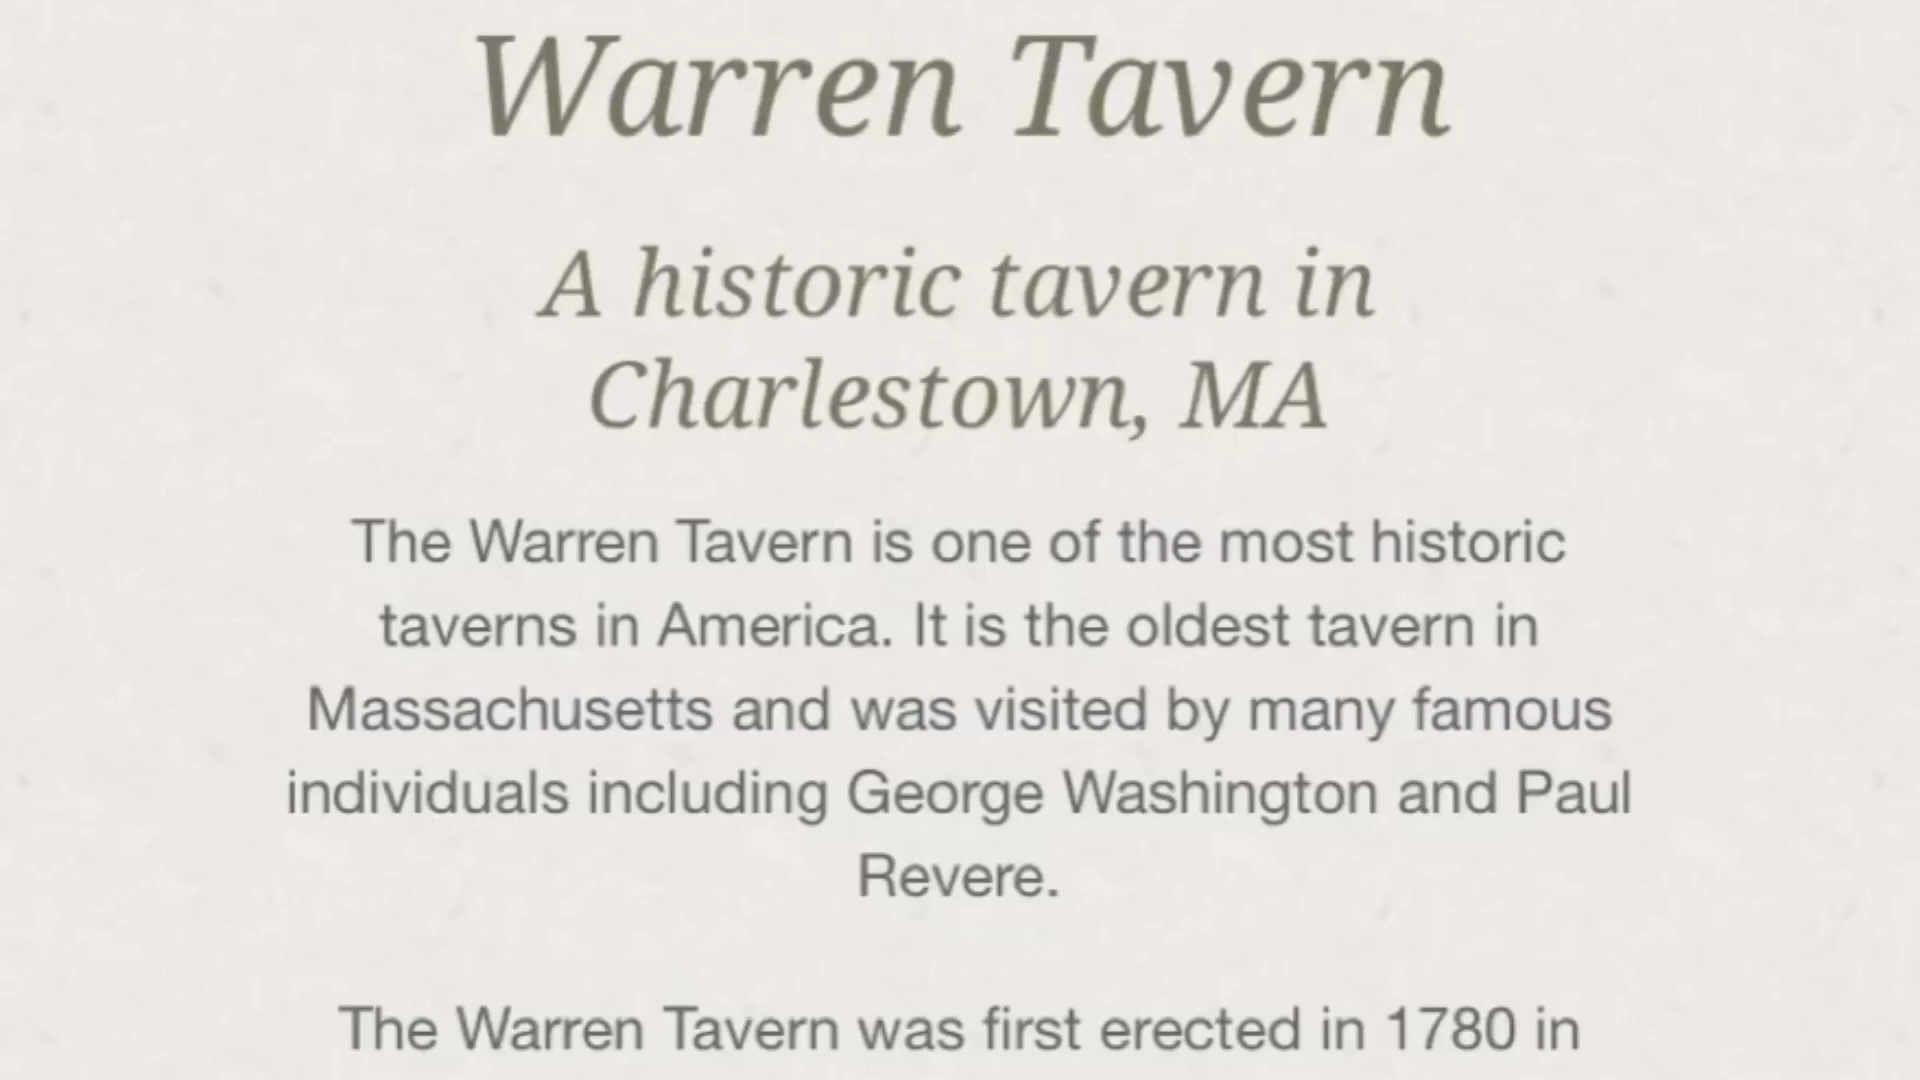 Warren Tavern
A historic tavern in
Charlestown, MA
The Warren Tavern is one of the most historic
taverns in America. It is the oldest tavern in
Massachusetts and was visited by many famous
individuals including George Washington and Paul
Revere.
The Warren Tavern was first erected in 1780 in